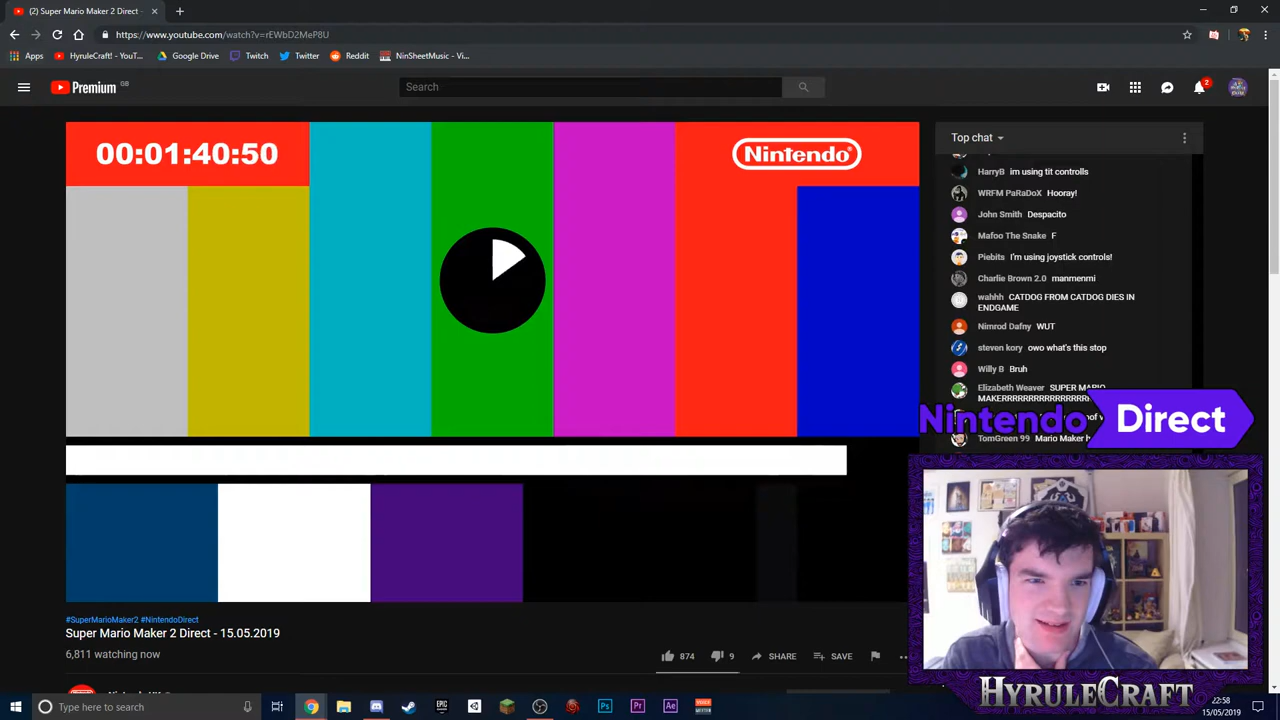 (2) Super Mario Maker 2 Direct -
https://www.youtube.com/watch?v=rEWbD2MeP8U
Apps
HyruleCraft! - YouT...
Google Drive
Twitch
Twitter
Reddit
NinSheetMusic - Vi...
Premium GB
Search
2
00:01:40:50
Nintendo®
Top chat
HarryB im using tit controlls
WRFM PaRaDoX Hooray!
John Smith Despacito
Mafoo The Snake F
Piebits I'm using joystick controls!
Charlie Brown 2.0 manmenmi
wahhh CATDOG FROM CATDOG DIES IN
ENDGAME
Nimrod Dafny WUT
steven kory owo what's this stop
Willy B Bruh
Elizabeth Weaver SUPER MARIO
TomGreen 99 Mario Maker
Nintendo Direct
#SuperMarioMaker2 #NintendoDirect
Super Mario Maker 2 Direct - 15.05.2019
6,811 watching now
874
9
SHARE
SAVE
HYRULECRAFT
Type here to search
22:58
15/05/2019